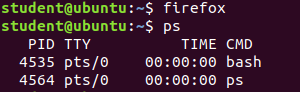 student@ubuntu:~$ firefox
student@ubuntu:~$ ps
  PID TTY          TIME CMD
 4535 pts/0    00:00:00 bash
 4564 pts/0    00:00:00 ps